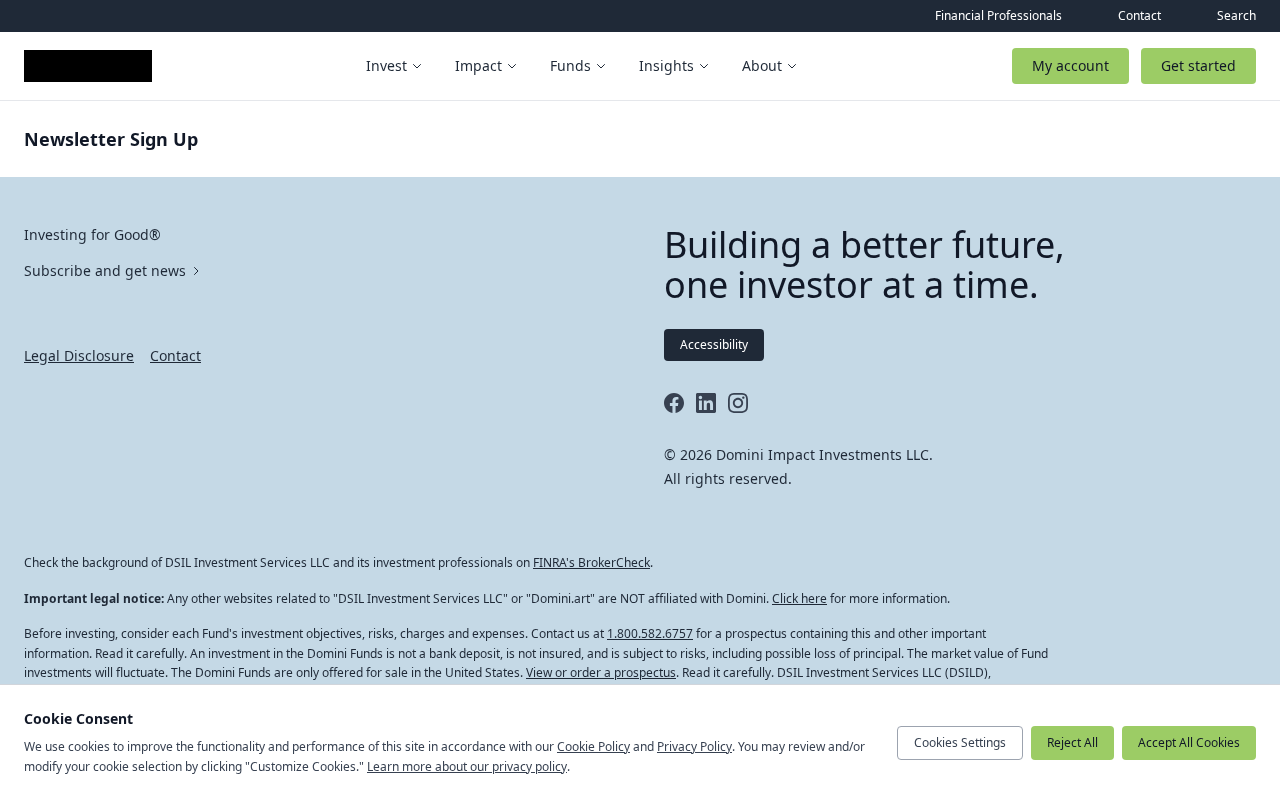 Financial Professionals Contact Search
Invest Impact Funds Insights About My account Get started
Newsletter Sign Up
Investing for Good®
Subscribe and get news
Legal Disclosure Contact
Building a better future,
one investor at a time.
Accessibility
© 2026 Domini Impact Investments LLC.
All rights reserved.
Check the background of DSIL Investment Services LLC and its investment professionals on FINRA's BrokerCheck.
Important legal notice: Any other websites related to "DSIL Investment Services LLC" or "Domini.art" are NOT affiliated with Domini. Click here for more information.
Before investing, consider each Fund's investment objectives, risks, charges and expenses. Contact us at 1.800.582.6757 for a prospectus containing this and other important
information. Read it carefully. An investment in the Domini Funds is not a bank deposit, is not insured, and is subject to risks, including possible loss of principal. The market value of Fund
investments will fluctuate. The Domini Funds are only offered for sale in the United States. View or order a prospectus. Read it carefully. DSIL Investment Services LLC (DSILD),
Cookie Consent
We use cookies to improve the functionality and performance of this site in accordance with our Cookie Policy and Privacy Policy. You may review and/or
modify your cookie selection by clicking "Customize Cookies." Learn more about our privacy policy.
Cookies Settings Reject All Accept All Cookies